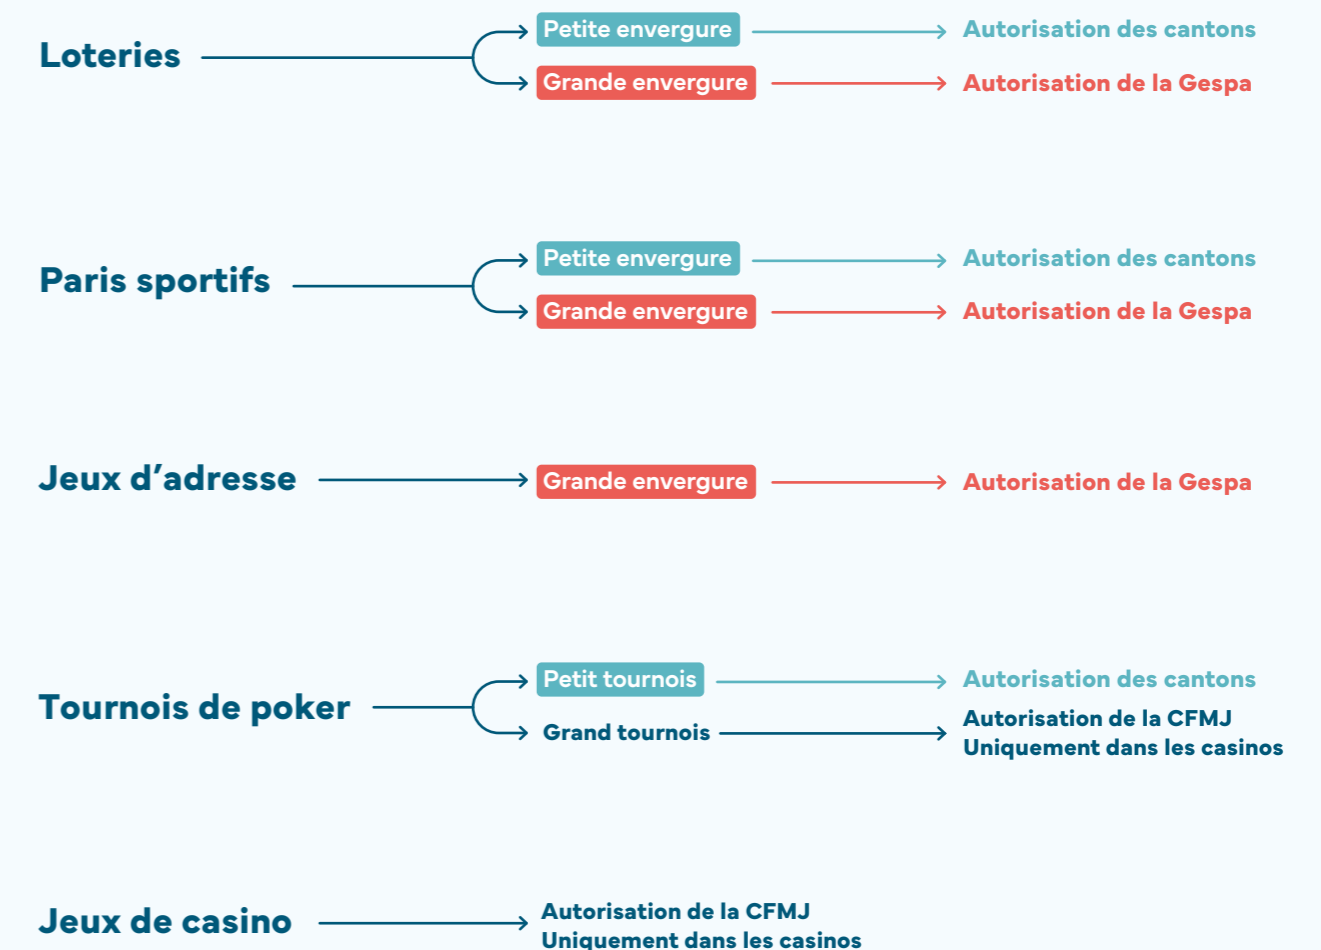 Loteries
Petite envergure
Autorisation des cantons
Grande envergure
Autorisation de la Gespa
Paris sportifs
Petite envergure
Autorisation des cantons
Grande envergure
Autorisation de la Gespa
Jeux d’adresse
Grande envergure
Autorisation de la Gespa
Tournois de poker
Petit tournois
Autorisation des cantons
Grand tournois
Autorisation de la CFMJ
Uniquement dans les casinos
Jeux de casino
Autorisation de la CFMJ
Uniquement dans les casinos